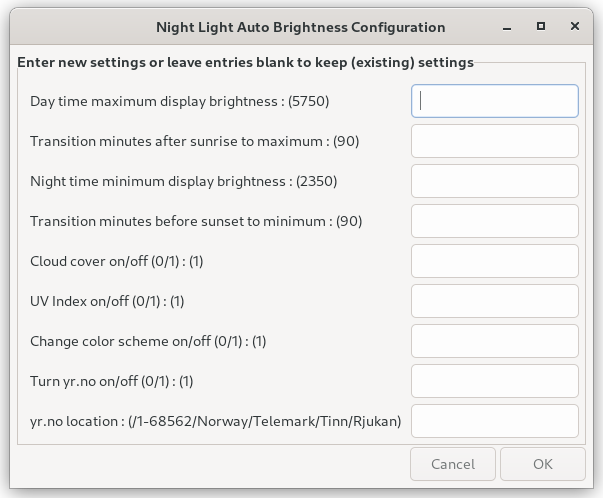 Night Light Auto Brightness Configuration
Enter new settings or leave entries blank to keep (existing) settings
Day time maximum display brightness : (5750)
Transition minutes after sunrise to maximum : (90)
Night time minimum display brightness : (2350)
Transition minutes before sunset to minimum : (90)
Cloud cover on/off (0/1) : (1)
UV Index on/off (0/1) : (1)
Change color scheme on/off (0/1) : (1)
Turn yr.no on/off (0/1) : (1)
yr.no location : (/1-68562/Norway/Telemark/Tinn/Rjukan)
Cancel OK